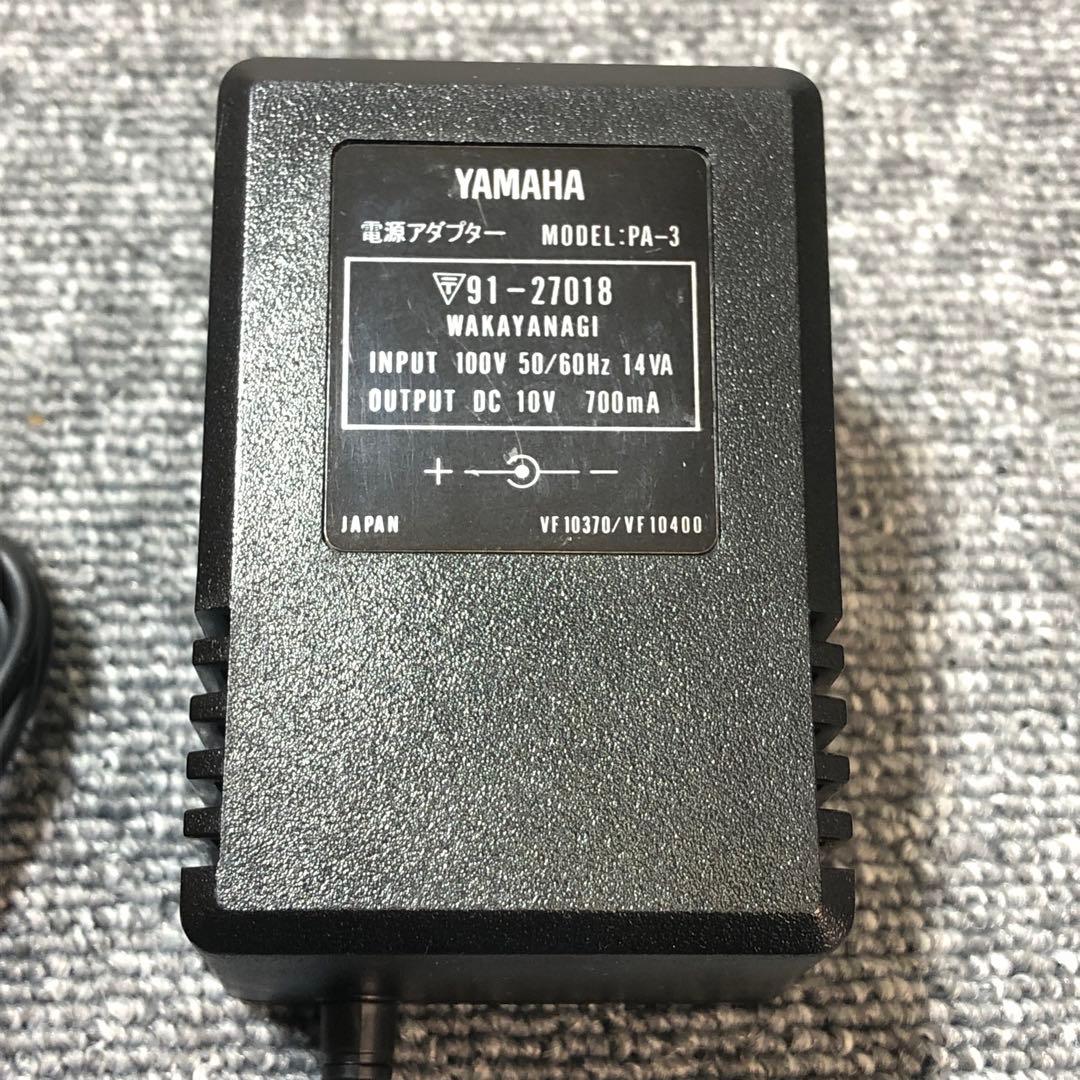 YAMAHA
電源アダプター MODEL:PA-3
〒91-27018
WAKAYANAGI
INPUT 100V 50/60Hz 14VA
OUTPUT DC 10V 700mA
+ -
JAPAN VF10370/VF10400